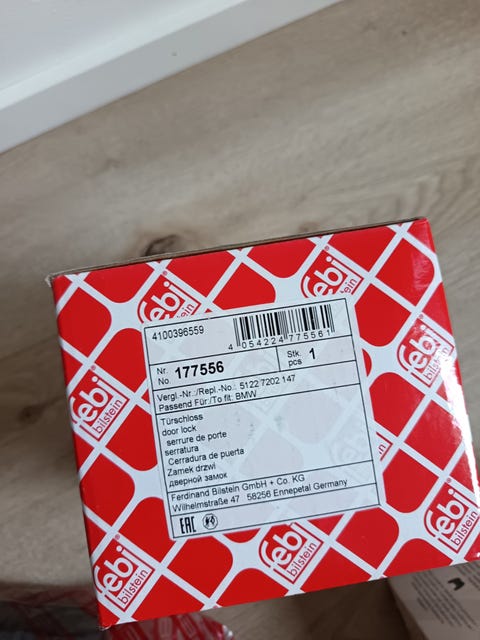 4100396559
4 054224 775561
Nr.
No. 177556
Stk.
pcs 1
Vergl.-Nr.:/Repl.-No.: 5122 7202 147
Passend Für:/To fit: BMW
Türschloss
door lock
serrure de porte
serratura
Cerradura de puerta
Zamek drzwi
дверной замок
Ferdinand Bilstein GmbH + Co. KG
Wilhelmstraße 47 58256 Ennepetal Germany
EAC
febi
bilstein
febi
bilstein
febi
bilstein
febi
bilstein
febi
bilstein
febi
bilstein